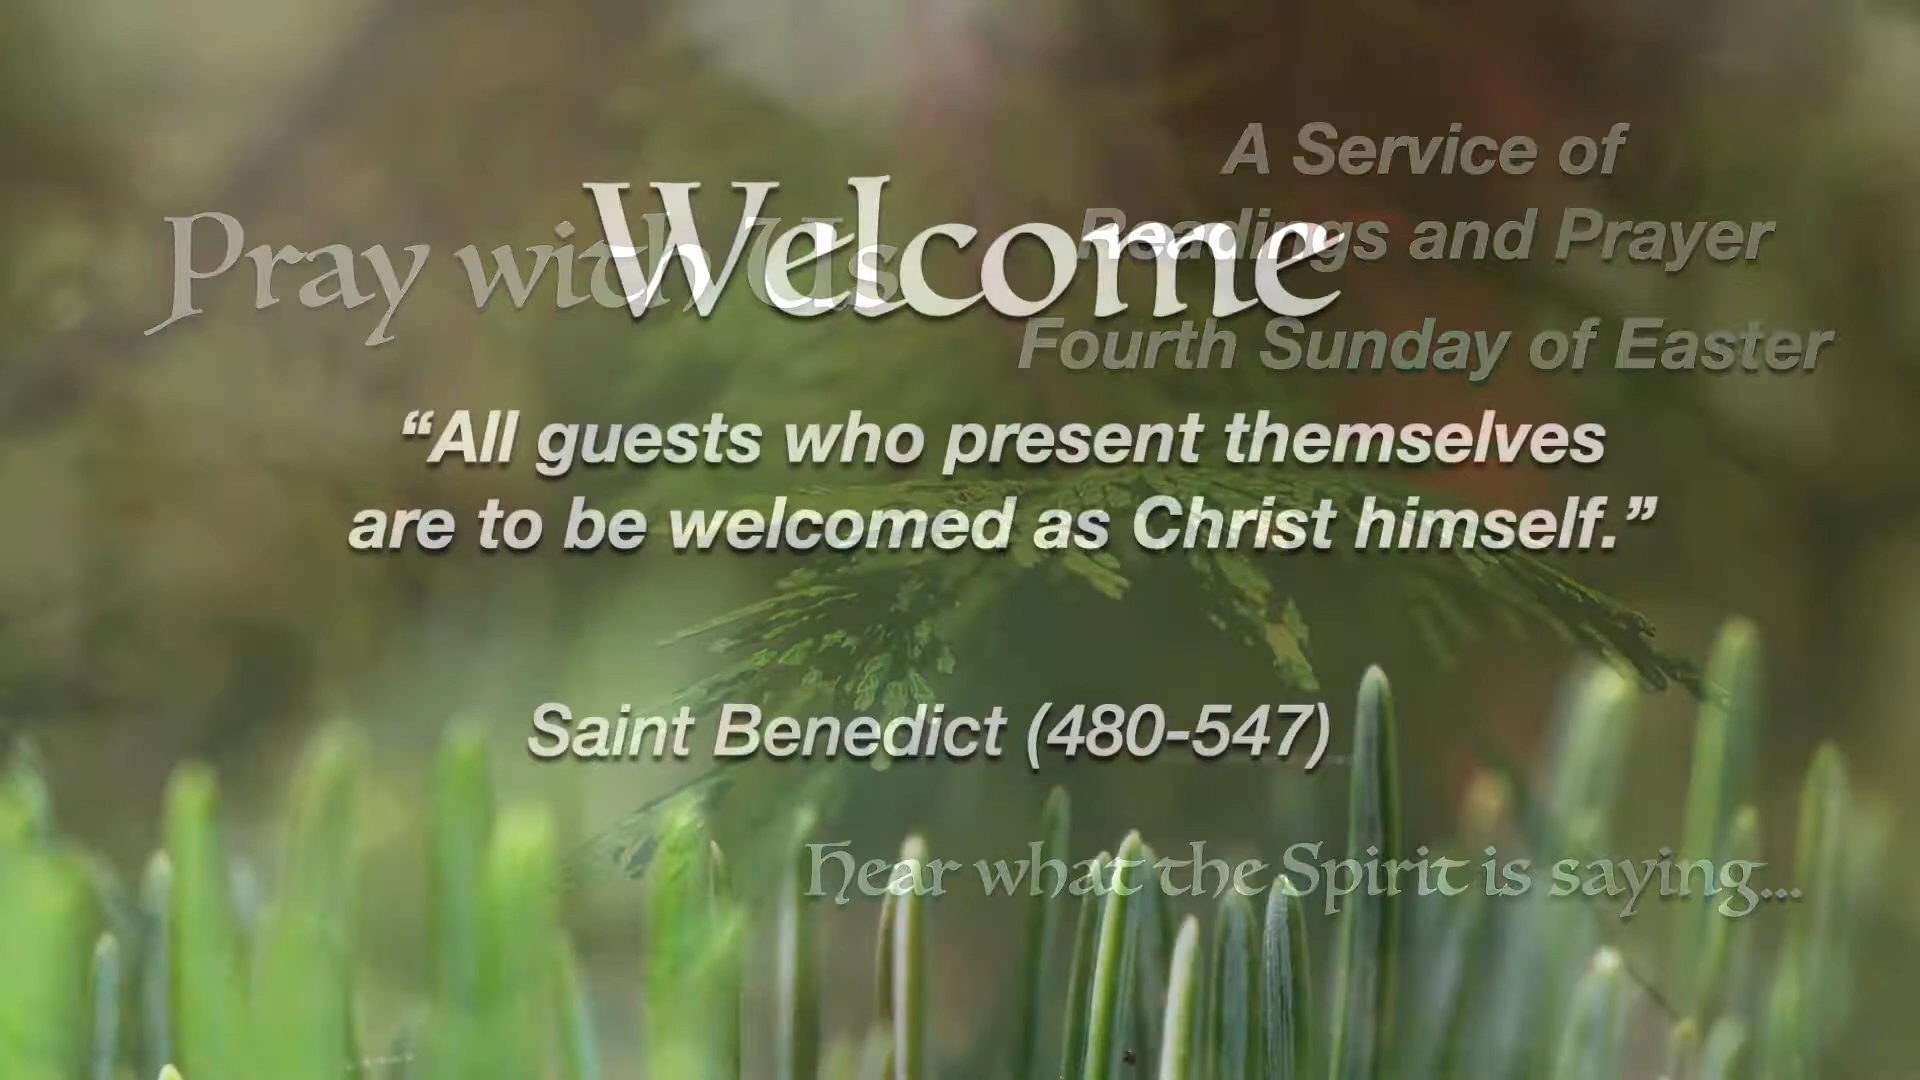 A Service of
Readings and Prayer
Pray with Us
Welcome
Fourth Sunday of Easter
“All guests who present themselves
are to be welcomed as Christ himself.”
Saint Benedict (480-547)
Hear what the Spirit is saying...